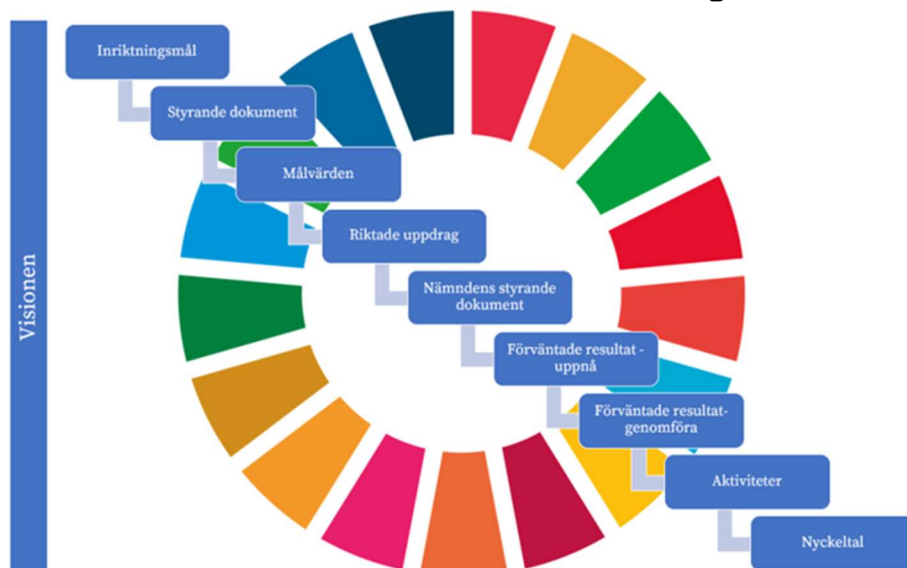 Visionen
Inriktningsmål
Styrande dokument
Målvärden
Riktade uppdrag
Nämndens styrande
dokument
Förväntade resultat -
uppnå
Förväntade resultat-
genomföra
Aktiviteter
Nyckeltal